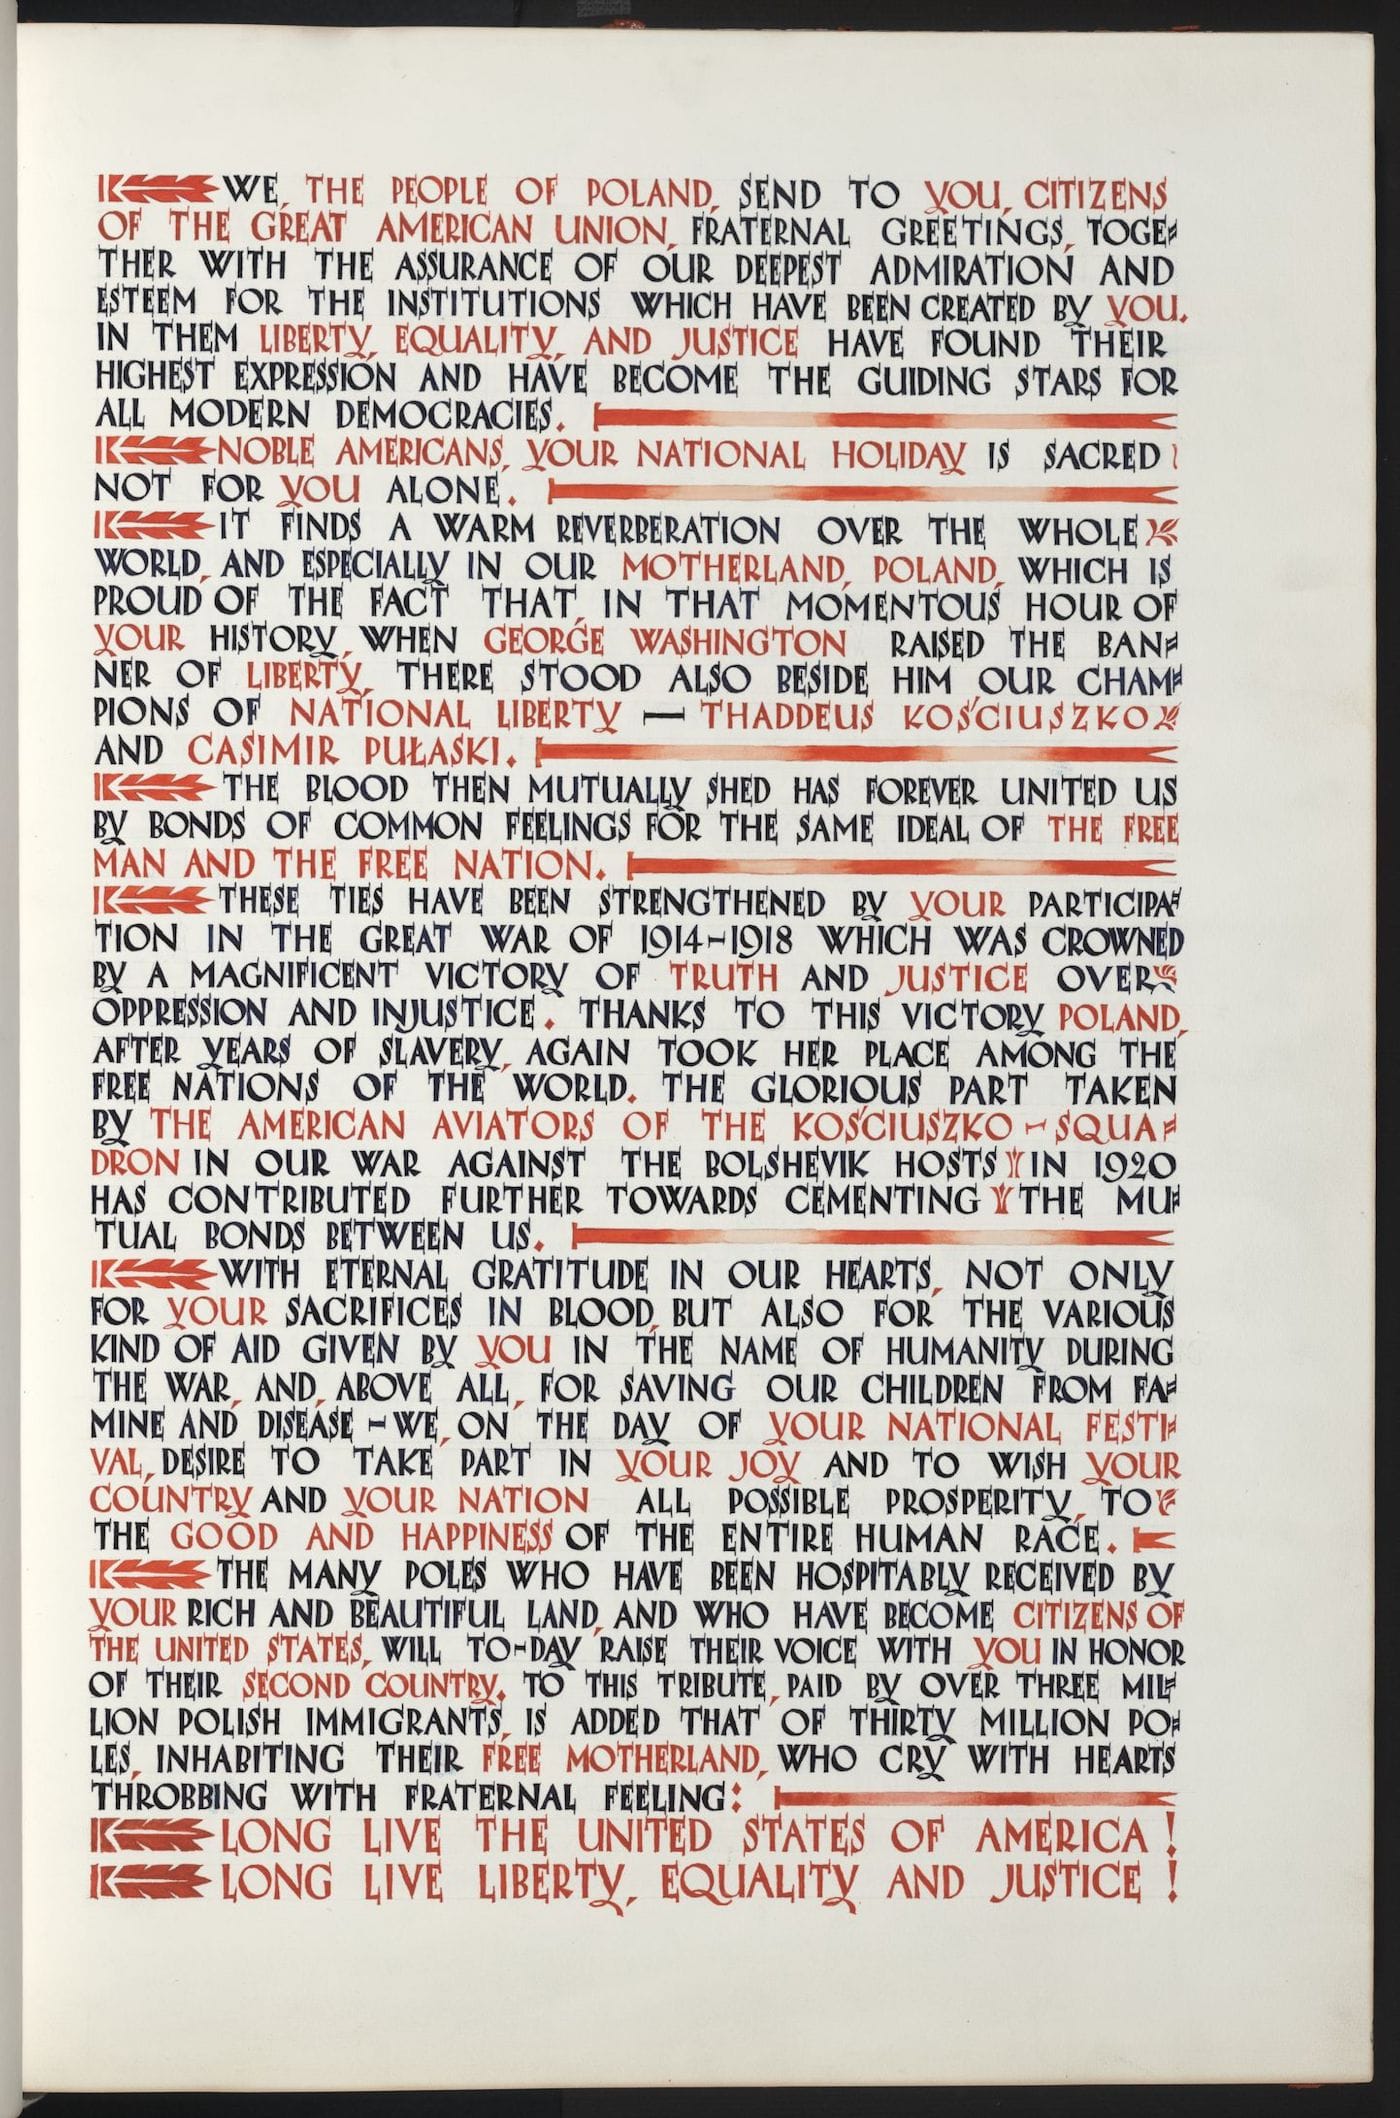 WE, THE PEOPLE OF POLAND, SEND TO YOU, CITIZENS
OF THE GREAT AMERICAN UNION, FRATERNAL GREETINGS, TOGE=
THER WITH THE ASSURANCE OF OUR DEEPEST ADMIRATION AND
ESTEEM FOR THE INSTITUTIONS WHICH HAVE BEEN CREATED BY YOU.
IN THEM LIBERTY, EQUALITY, AND JUSTICE HAVE FOUND THEIR
HIGHEST EXPRESSION AND HAVE BECOME THE GUIDING STARS FOR
ALL MODERN DEMOCRACIES.
NOBLE AMERICANS, YOUR NATIONAL HOLIDAY IS SACRED
NOT FOR YOU ALONE.
IT FINDS A WARM REVERBERATION OVER THE WHOLE
WORLD, AND ESPECIALLY IN OUR MOTHERLAND, POLAND, WHICH IS
PROUD OF THE FACT THAT, IN THAT MOMENTOUS HOUR OF
YOUR HISTORY, WHEN GEORGE WASHINGTON RAISED THE BAN=
NER OF LIBERTY, THERE STOOD ALSO BESIDE HIM OUR CHAM=
PIONS OF NATIONAL LIBERTY — THADDEUS KOŚCIUSZKO
AND CASIMIR PUŁASKI.
THE BLOOD THEN MUTUALLY SHED HAS FOREVER UNITED US
BY BONDS OF COMMON FEELINGS FOR THE SAME IDEAL OF THE FREE
MAN AND THE FREE NATION.
THESE TIES HAVE BEEN STRENGTHENED BY YOUR PARTICIPA=
TION IN THE GREAT WAR OF 1914-1918 WHICH WAS CROWNED
BY A MAGNIFICENT VICTORY OF TRUTH AND JUSTICE OVER
OPPRESSION AND INJUSTICE. THANKS TO THIS VICTORY POLAND,
AFTER YEARS OF SLAVERY, AGAIN TOOK HER PLACE AMONG THE
FREE NATIONS OF THE WORLD. THE GLORIOUS PART TAKEN
BY THE AMERICAN AVIATORS OF THE KOŚCIUSZKO - SQUA=
DRON IN OUR WAR AGAINST THE BOLSHEVIK HOSTS IN 1920
HAS CONTRIBUTED FURTHER TOWARDS CEMENTING THE MU=
TUAL BONDS BETWEEN US.
WITH ETERNAL GRATITUDE IN OUR HEARTS, NOT ONLY
FOR YOUR SACRIFICES IN BLOOD, BUT ALSO FOR THE VARIOUS
KIND OF AID GIVEN BY YOU IN THE NAME OF HUMANITY DURING
THE WAR, AND, ABOVE ALL, FOR SAVING OUR CHILDREN FROM FA=
MINE AND DISEASE - WE, ON THE DAY OF YOUR NATIONAL FESTI=
VAL, DESIRE TO TAKE PART IN YOUR JOY AND TO WISH YOUR
COUNTRY AND YOUR NATION ALL POSSIBLE PROSPERITY, TO
THE GOOD AND HAPPINESS OF THE ENTIRE HUMAN RACE.
THE MANY POLES WHO HAVE BEEN HOSPITABLY RECEIVED BY
YOUR RICH AND BEAUTIFUL LAND, AND WHO HAVE BECOME CITIZENS OF
THE UNITED STATES, WILL TO-DAY RAISE THEIR VOICE WITH YOU IN HONOR
OF THEIR SECOND COUNTRY. TO THIS TRIBUTE, PAID BY OVER THREE MIL=
LION POLISH IMMIGRANTS, IS ADDED THAT OF THIRTY MILLION PO=
LES, INHABITING THEIR FREE MOTHERLAND, WHO CRY WITH HEARTS
THROBBING WITH FRATERNAL FEELING:
LONG LIVE THE UNITED STATES OF AMERICA!
LONG LIVE LIBERTY, EQUALITY AND JUSTICE!